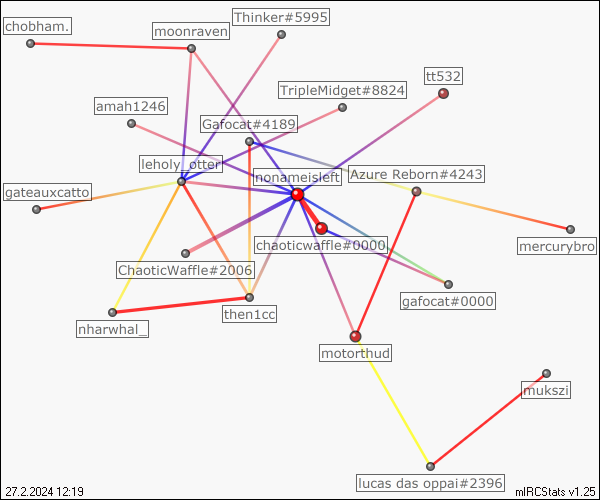 Thinker#5995
chobham.
moonraven
tt532
TripleMidget#8824
amah1246
Gafocat#4189
leholy_otter
nonameisleft
Azure Reborn#4243
gateauxcatto
chaoticwaffle#0000
mercurybro
ChaoticWaffle#2006
gafocat#0000
then1cc
nharwhal_
motorthud
mukszi
lucas das oppai#2396
27.2.2024 12:19
mIRCStats v1.25